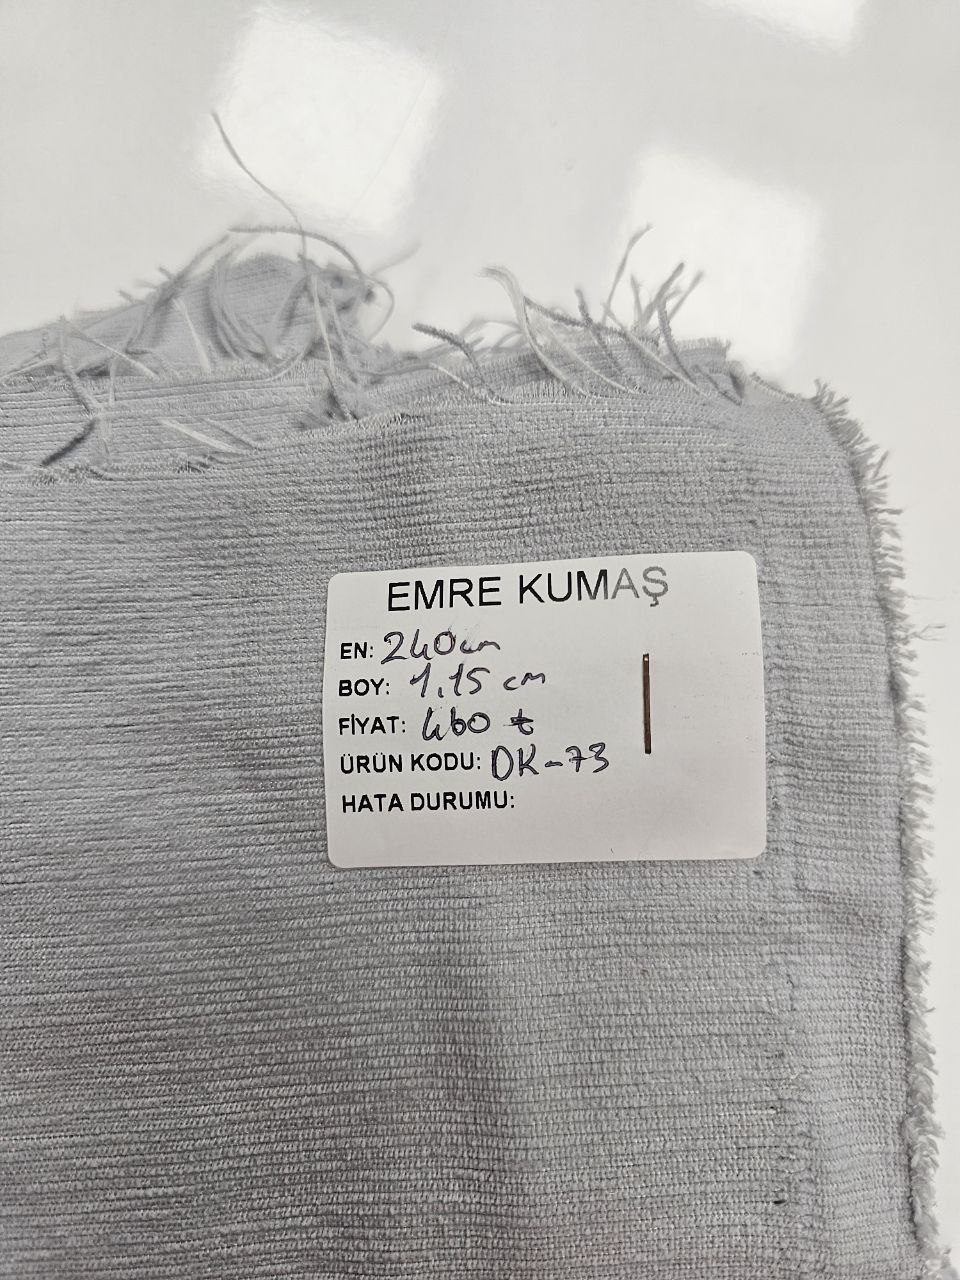 EMRE KUMAŞ
EN: 240cm
BOY: 1.15 cm
FİYAT: 460 ₺
ÜRÜN KODU: DK-73
HATA DURUMU: